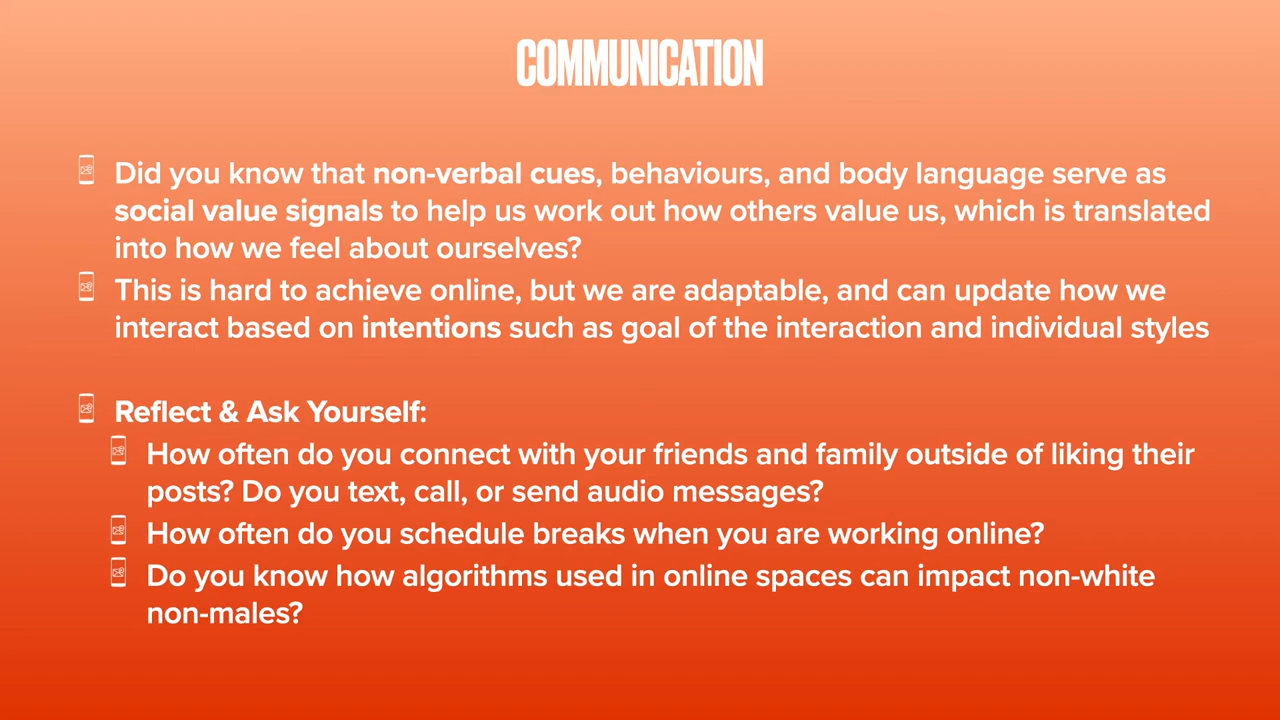 COMMUNICATION
Did you know that non-verbal cues, behaviours, and body language serve as
social value signals to help us work out how others value us, which is translated
into how we feel about ourselves?
This is hard to achieve online, but we are adaptable, and can update how we
interact based on intentions such as goal of the interaction and individual styles
Reflect & Ask Yourself:
How often do you connect with your friends and family outside of liking their
posts? Do you text, call, or send audio messages?
How often do you schedule breaks when you are working online?
Do you know how algorithms used in online spaces can impact non-white
non-males?